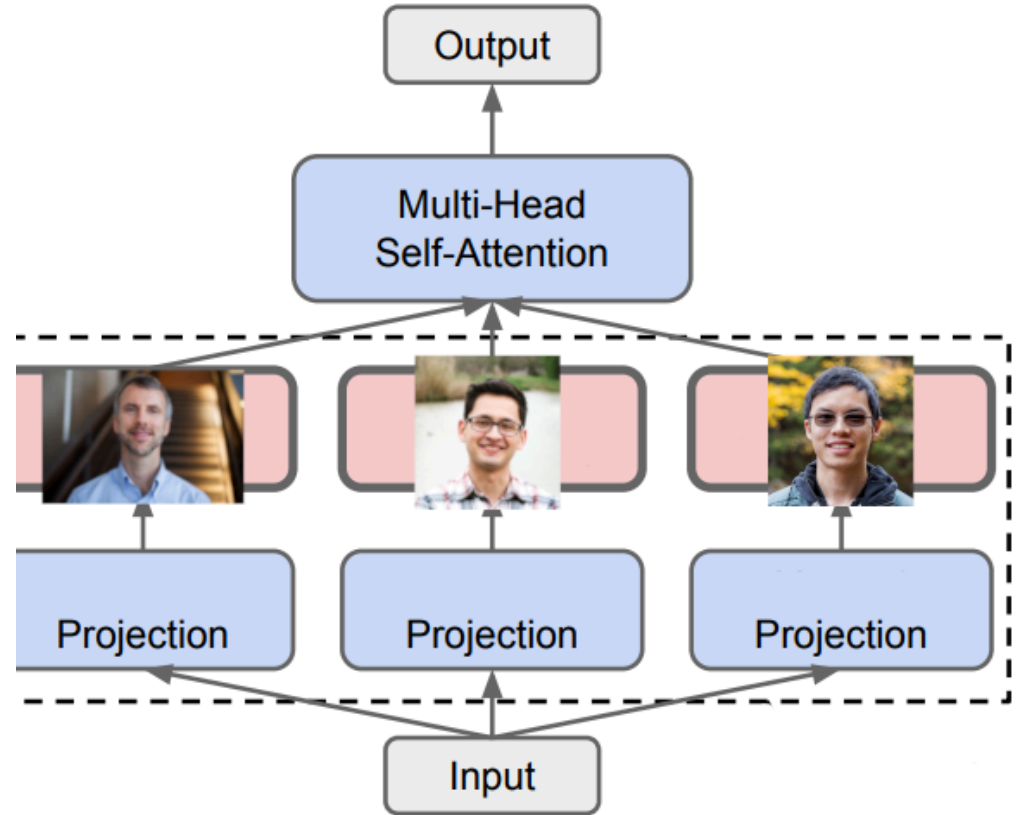 Output
Multi-Head
Self-Attention
Projection
Projection
Projection
Input